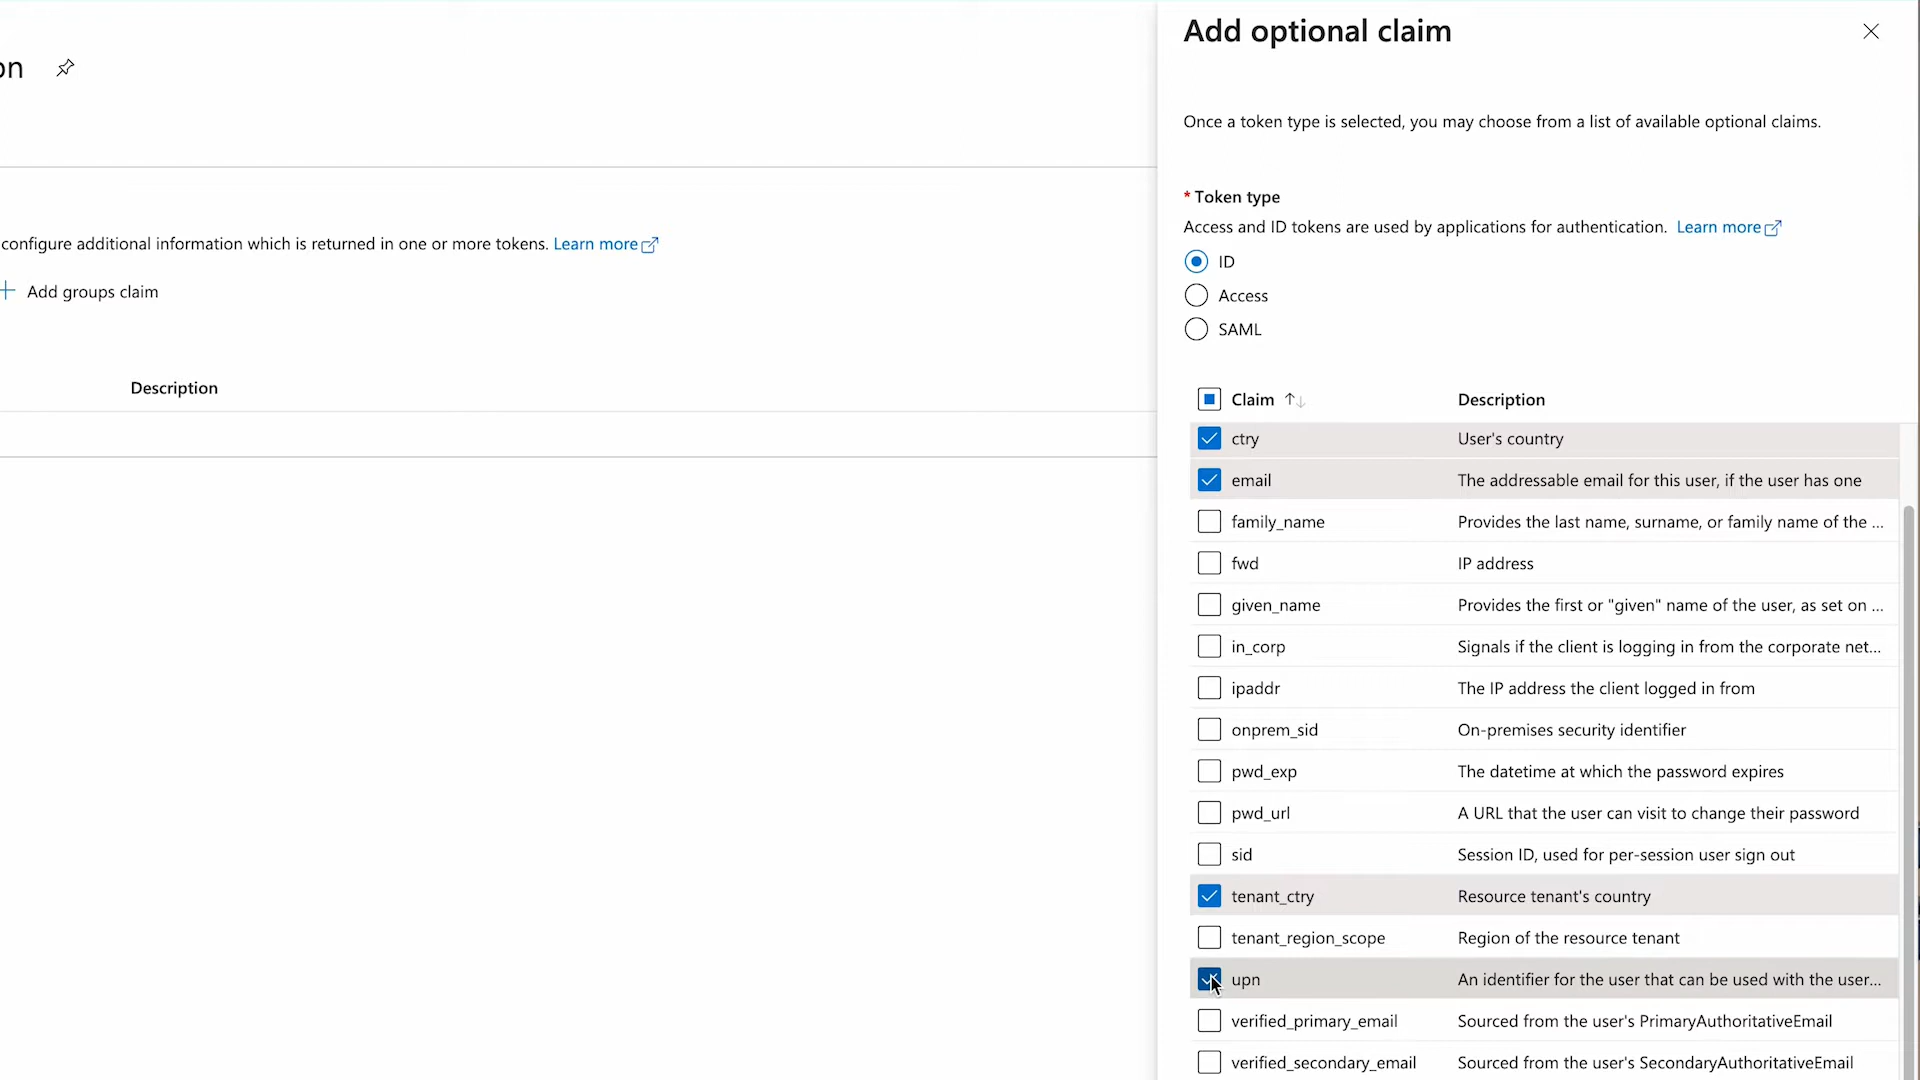 Add optional claim
on
Once a token type is selected, you may choose from a list of available optional claims.
* Token type
Access and ID tokens are used by applications for authentication. Learn more
configure additional information which is returned in one or more tokens. Learn more
ID
Add groups claim
Access
SAML
Description
Claim Description
ctry User's country
email The addressable email for this user, if the user has one
family_name Provides the last name, surname, or family name of the ...
fwd IP address
given_name Provides the first or "given" name of the user, as set on ...
in_corp Signals if the client is logging in from the corporate net...
ipaddr The IP address the client logged in from
onprem_sid On-premises security identifier
pwd_exp The datetime at which the password expires
pwd_url A URL that the user can visit to change their password
sid Session ID, used for per-session user sign out
tenant_ctry Resource tenant's country
tenant_region_scope Region of the resource tenant
upn An identifier for the user that can be used with the user...
verified_primary_email Sourced from the user's PrimaryAuthoritativeEmail
verified_secondary_email Sourced from the user's SecondaryAuthoritativeEmail